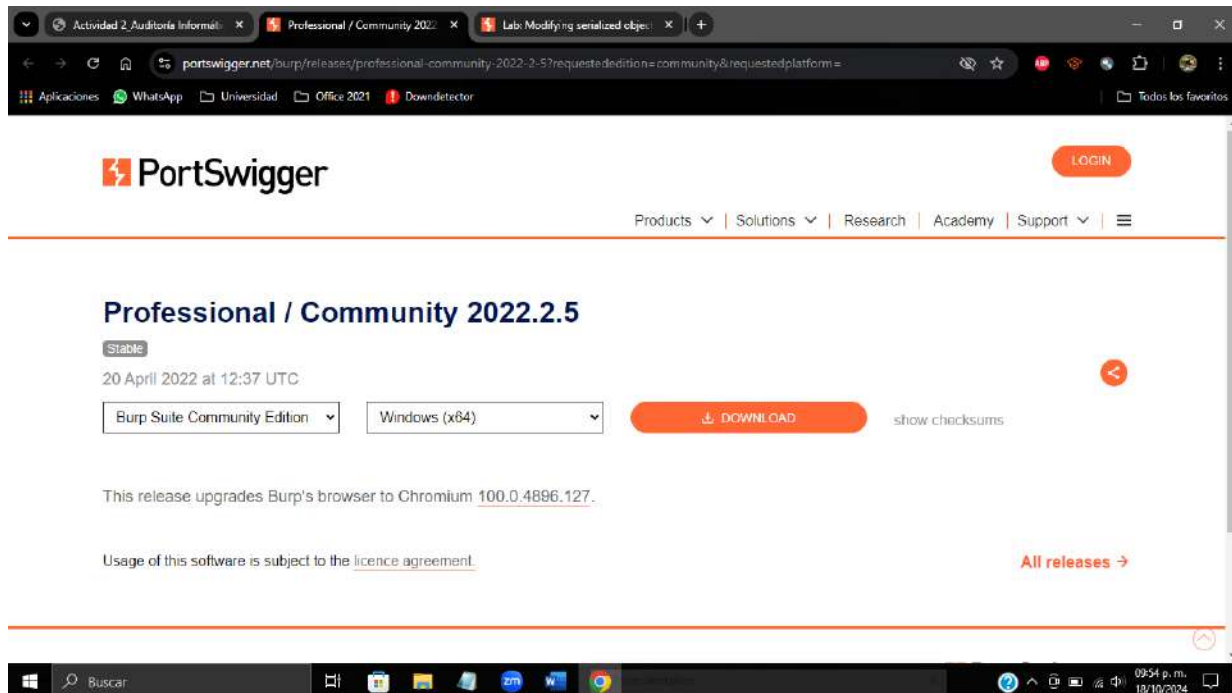 Actividad 2_Auditoría Informáti
Professional / Community 2022
Lab: Modifying serialized object
portswigger.net/burp/releases/professional-community-2022-2-5?requestededition=community&requestedplatform=
Aplicaciones WhatsApp Universidad Office 2021 Downdetector Todos los favoritos
PortSwigger
LOGIN
Products | Solutions | Research | Academy | Support |
Professional / Community 2022.2.5
Stable
20 April 2022 at 12:37 UTC
Burp Suite Community Edition Windows (x64) DOWNLOAD show checksums
This release upgrades Burp's browser to Chromium 100.0.4896.127.
Usage of this software is subject to the licence agreement.
All releases →
Buscar
09:54 p. m.
18/10/2024